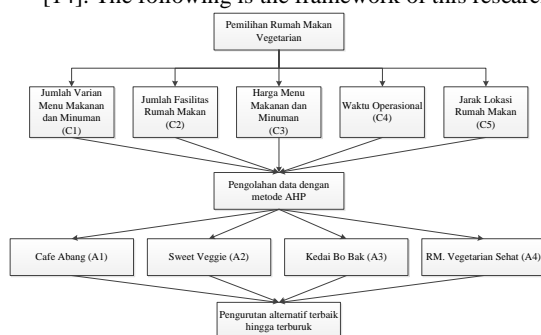 [14]. The following is the framework of this research
Pemilihan Rumah Makan
Vegetarian
Jumlah Varian
Menu Makanan
dan Minuman
(C1)
Jumlah Fasilitas
Rumah Makan
(C2)
Harga Menu
Makanan dan
Minuman
(C3)
Waktu Operasional
(C4)
Jarak Lokasi
Rumah Makan
(C5)
Pengolahan data dengan
metode AHP
Cafe Abang (A1)
Sweet Veggie (A2)
Kedai Bo Bak (A3)
RM. Vegetarian Sehat (A4)
Pengurutan alternatif terbaik
hingga terburuk